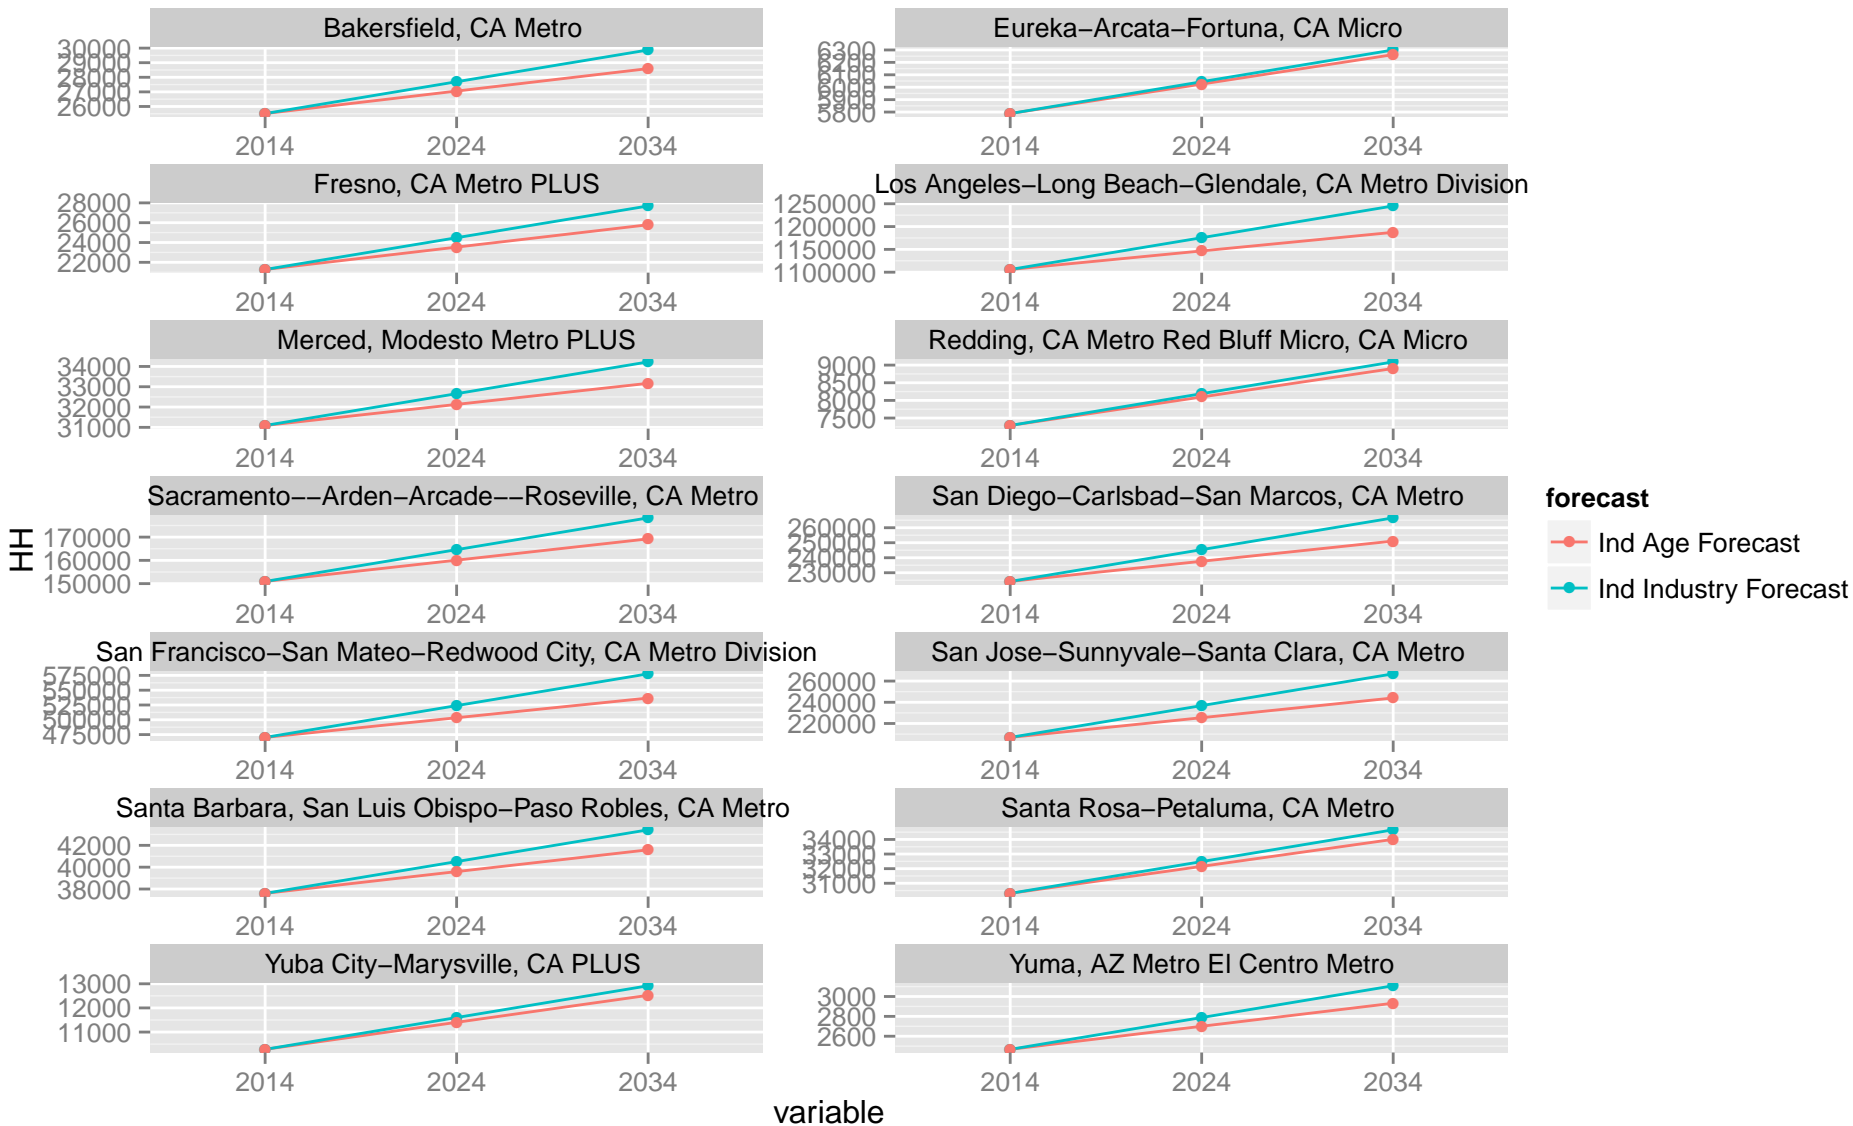 Bakersfield, CA Metro
30000
29000
28000
27000
26000
2014 2024 2034
Eureka−Arcata−Fortuna, CA Micro
6300
6200
6100
6000
5900
5800
2014 2024 2034
Fresno, CA Metro PLUS
28000
26000
24000
22000
2014 2024 2034
Los Angeles−Long Beach−Glendale, CA Metro Division
1250000
1200000
1150000
1100000
2014 2024 2034
Merced, Modesto Metro PLUS
34000
33000
32000
31000
2014 2024 2034
Redding, CA Metro Red Bluff Micro, CA Micro
9000
8500
8000
7500
2014 2024 2034
Sacramento−−Arden−Arcade−−Roseville, CA Metro
170000
160000
150000
2014 2024 2034
San Diego−Carlsbad−San Marcos, CA Metro
260000
250000
240000
230000
2014 2024 2034
San Francisco−San Mateo−Redwood City, CA Metro Division
575000
550000
525000
500000
475000
2014 2024 2034
San Jose−Sunnyvale−Santa Clara, CA Metro
260000
240000
220000
2014 2024 2034
Santa Barbara, San Luis Obispo−Paso Robles, CA Metro
42000
40000
38000
2014 2024 2034
Santa Rosa−Petaluma, CA Metro
34000
33000
32000
31000
2014 2024 2034
Yuba City−Marysville, CA PLUS
13000
12000
11000
2014 2024 2034
Yuma, AZ Metro El Centro Metro
3000
2800
2600
2014 2024 2034
HH
variable
forecast
Ind Age Forecast
Ind Industry Forecast